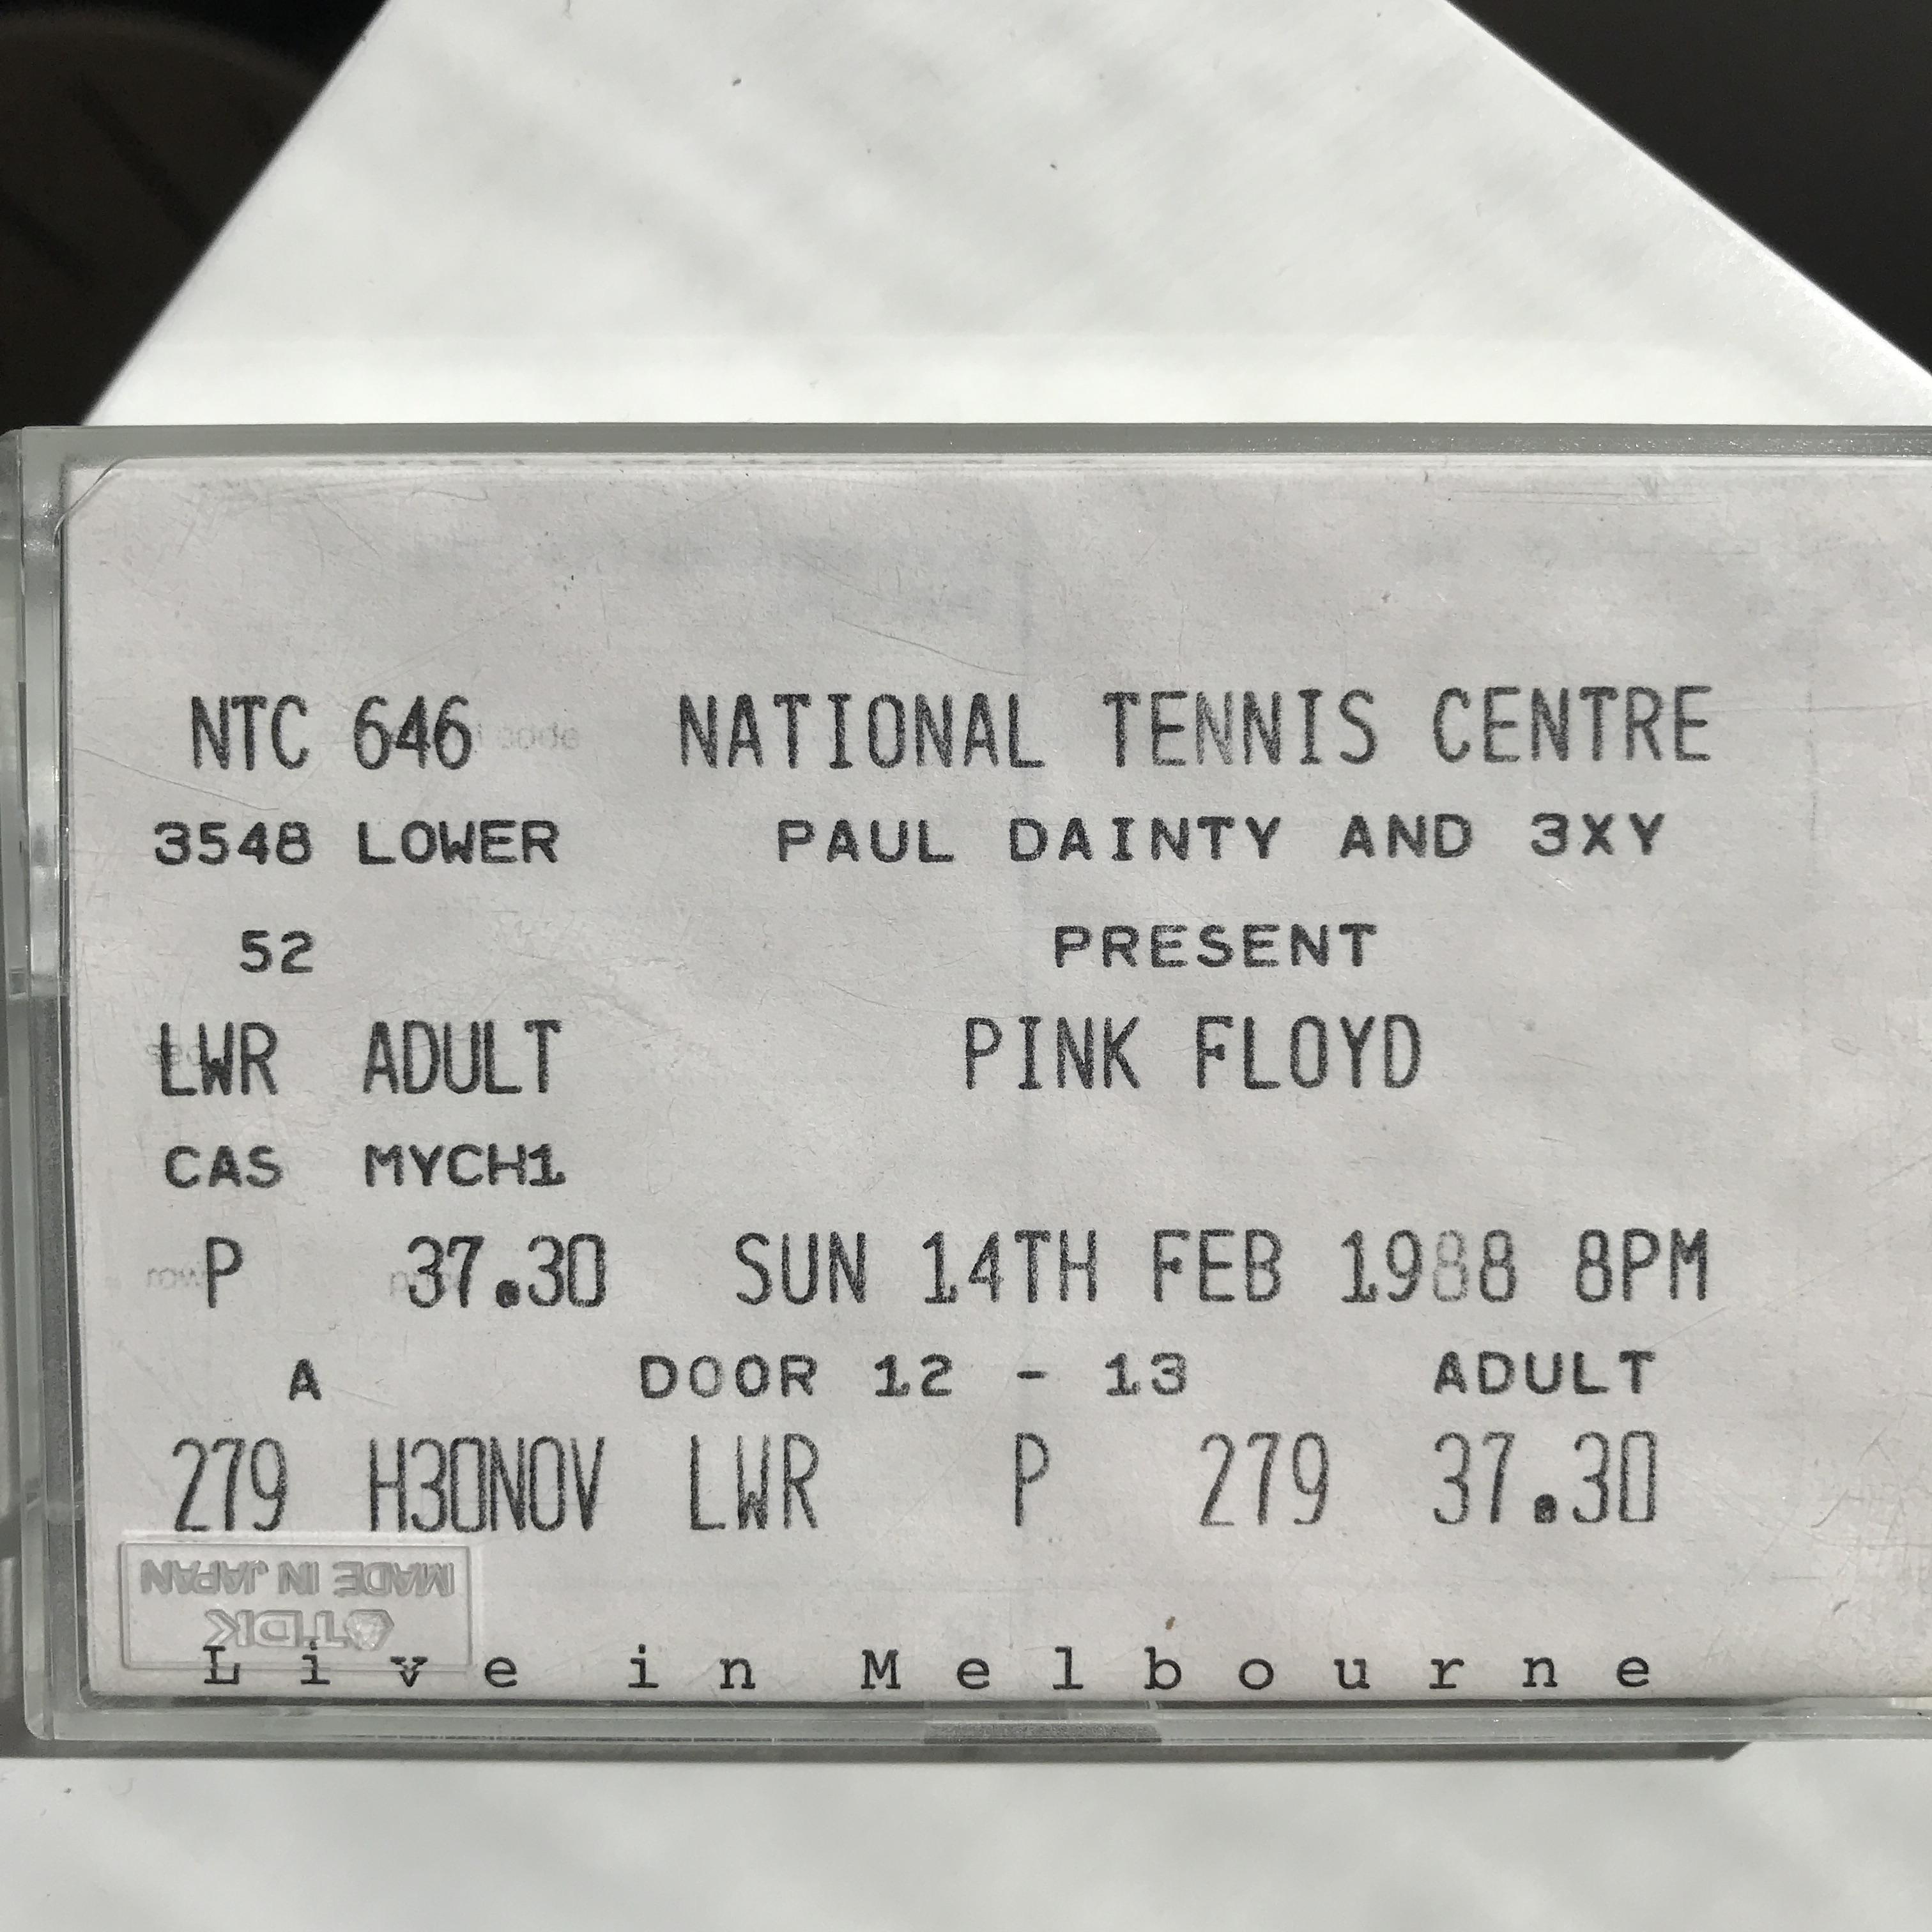 NTC 646 NATIONAL TENNIS CENTRE
3548 LOWER PAUL DAINTY AND 3XY
52 PRESENT
LWR ADULT PINK FLOYD
CAS MYCH1
P 37.30 SUN 14TH FEB 1988 8PM
A DOOR 12 - 13 ADULT
279 H30NOV LWR P 279 37.30
MADE IN JAPAN
TDK
Live in Melbourne